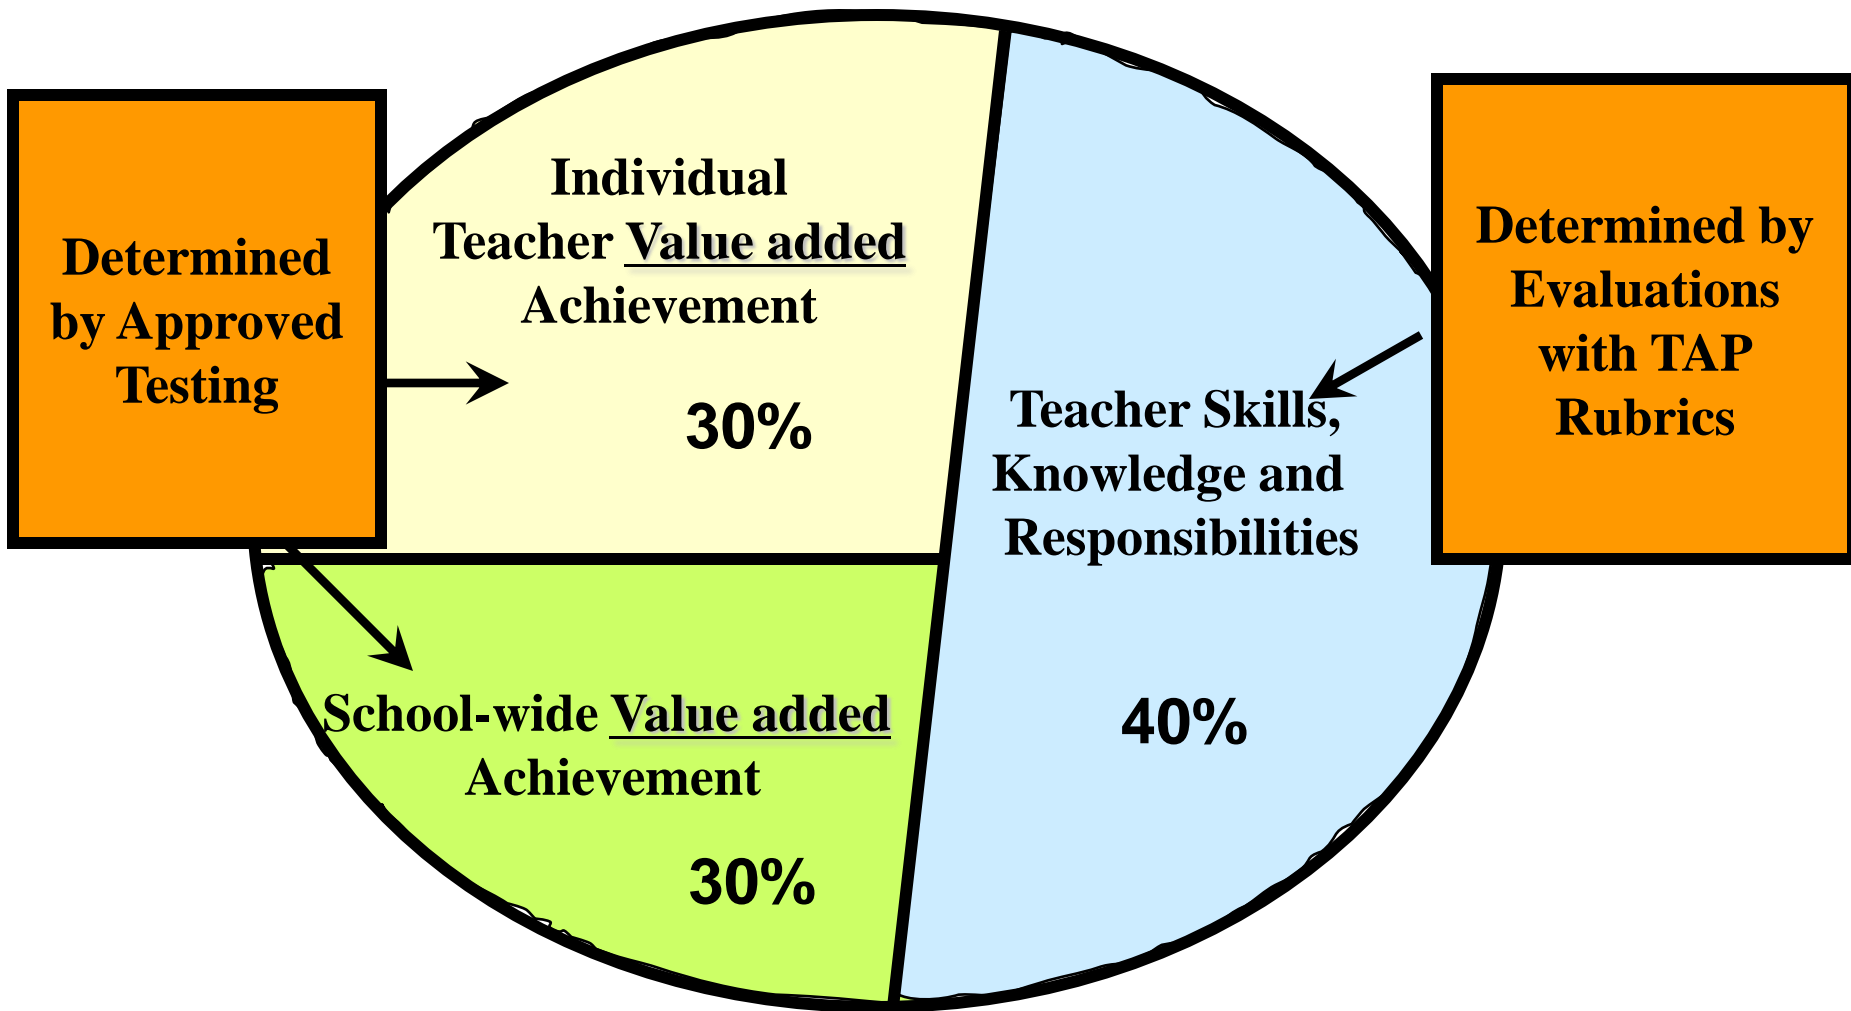 Determined
by Approved
Testing
Individual
Teacher Value added
Achievement
30%
School-wide Value added
Achievement
30%
Teacher Skills,
Knowledge and
Responsibilities
40%
Determined by
Evaluations
with TAP
Rubrics